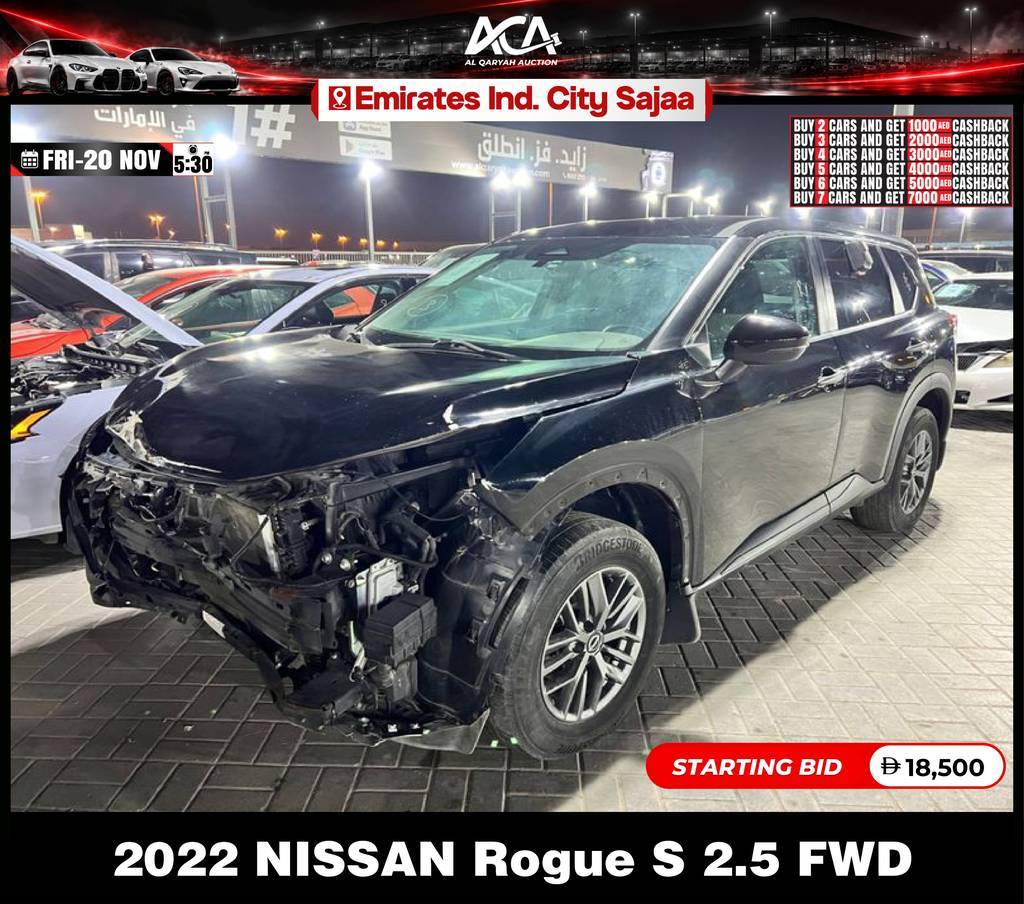 ACA
AL QARYAH AUCTION
Emirates Ind. City Sajaa
في الإمارات
#
زايد. فز. انطلق
FRI-20 NOV 5:30
BUY 2 CARS AND GET 1000 AED CASHBACK
BUY 3 CARS AND GET 2000 AED CASHBACK
BUY 4 CARS AND GET 3000 AED CASHBACK
BUY 5 CARS AND GET 4000 AED CASHBACK
BUY 6 CARS AND GET 5000 AED CASHBACK
BUY 7 CARS AND GET 7000 AED CASHBACK
BRIDGESTONE
STARTING BID 18,500
2022 NISSAN Rogue S 2.5 FWD